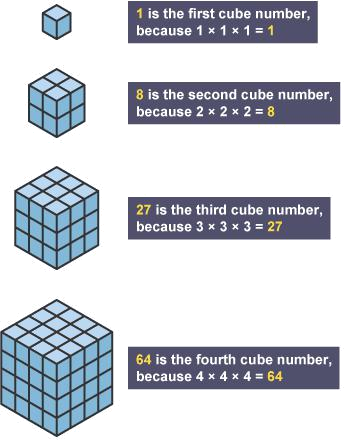 1 is the first cube number,
because 1 × 1 × 1 = 1
8 is the second cube number,
because 2 × 2 × 2 = 8
27 is the third cube number,
because 3 × 3 × 3 = 27
64 is the fourth cube number,
because 4 × 4 × 4 = 64